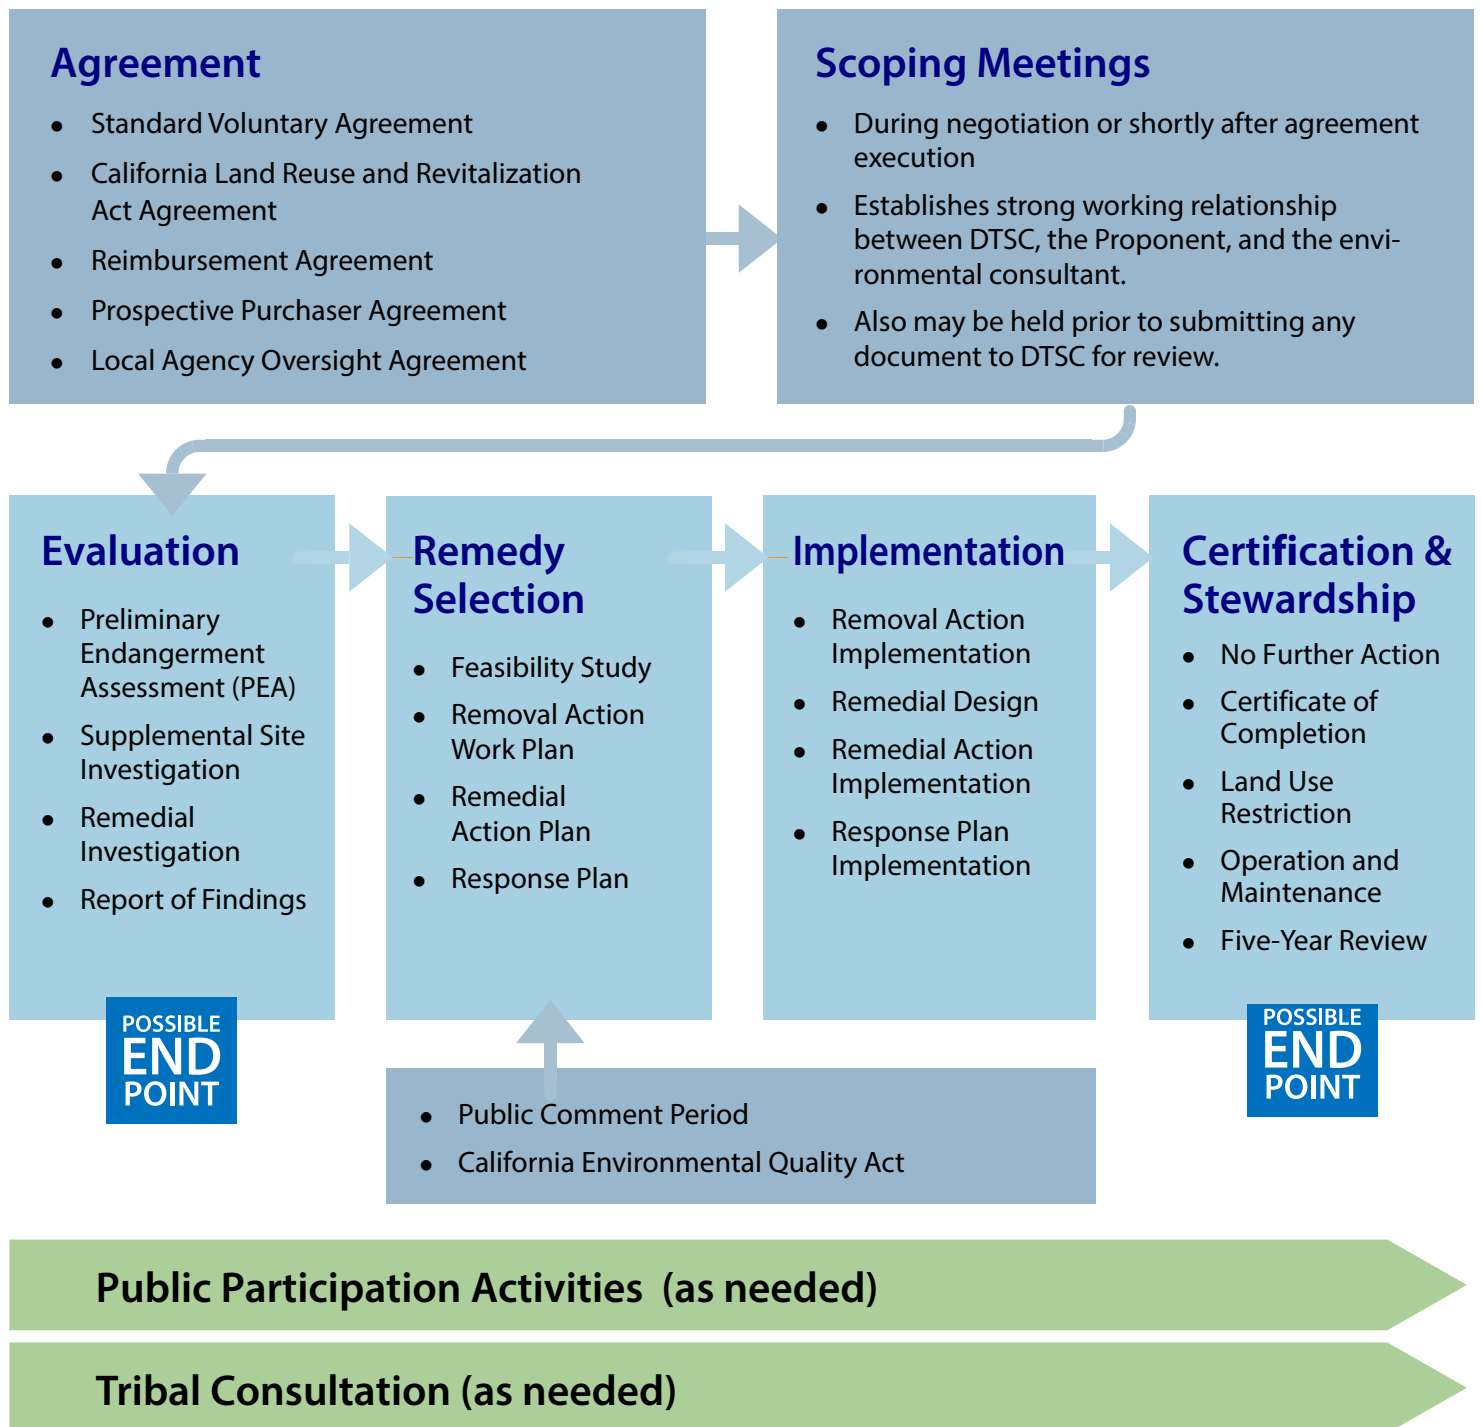 Agreement
• Standard Voluntary Agreement
• California Land Reuse and Revitalization
Act Agreement
• Reimbursement Agreement
• Prospective Purchaser Agreement
• Local Agency Oversight Agreement
Scoping Meetings
• During negotiation or shortly after agreement
execution
• Establishes strong working relationship
between DTSC, the Proponent, and the envi-
ronmental consultant.
• Also may be held prior to submitting any
document to DTSC for review.
Evaluation
• Preliminary
Endangerment
Assessment (PEA)
• Supplemental Site
Investigation
• Remedial
Investigation
• Report of Findings
POSSIBLE
END
POINT
Remedy
Selection
• Feasibility Study
• Removal Action
Work Plan
• Remedial
Action Plan
• Response Plan
Implementation
• Removal Action
Implementation
• Remedial Design
• Remedial Action
Implementation
• Response Plan
Implementation
Certification &
Stewardship
• No Further Action
• Certificate of
Completion
• Land Use
Restriction
• Operation and
Maintenance
• Five-Year Review
POSSIBLE
END
POINT
• Public Comment Period
• California Environmental Quality Act
Public Participation Activities (as needed)
Tribal Consultation (as needed)